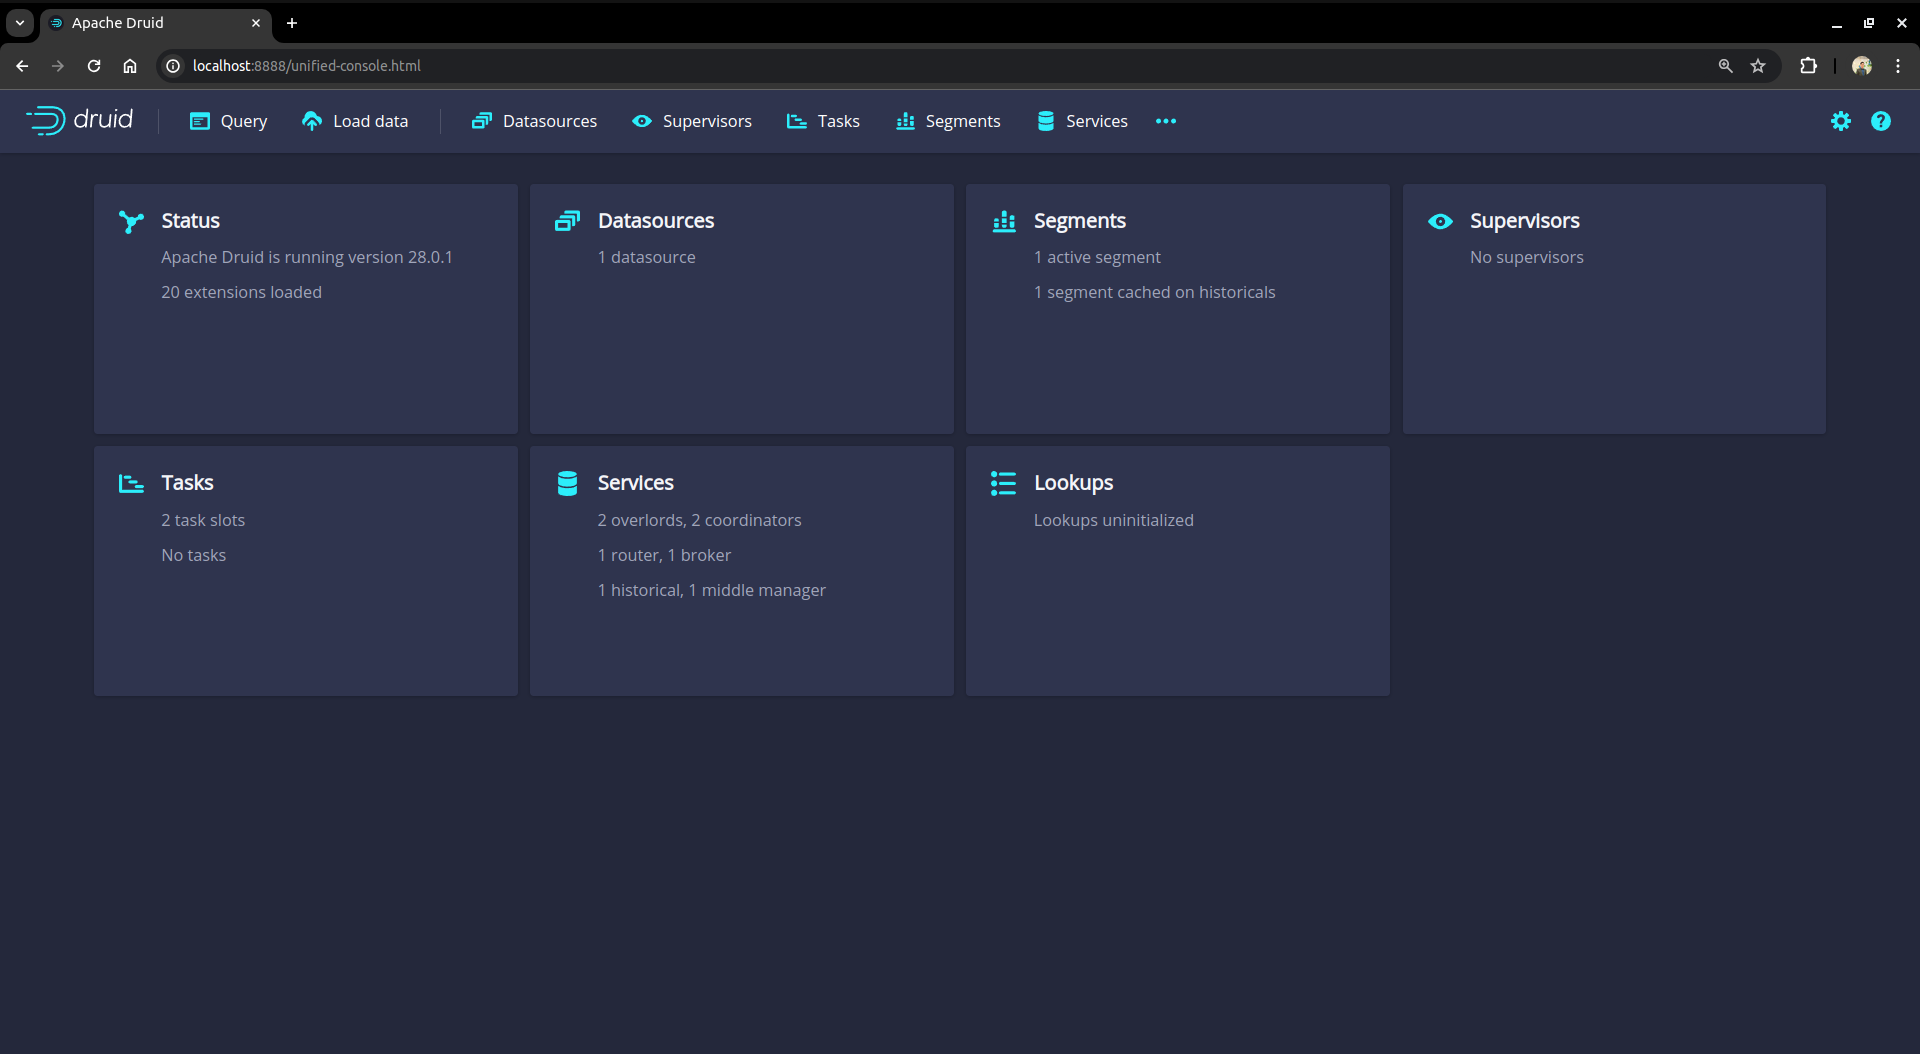 Apache Druid
localhost:8888/unified-console.html
druid Query Load data Datasources Supervisors Tasks Segments Services
Status
Apache Druid is running version 28.0.1
20 extensions loaded
Datasources
1 datasource
Segments
1 active segment
1 segment cached on historicals
Supervisors
No supervisors
Tasks
2 task slots
No tasks
Services
2 overlords, 2 coordinators
1 router, 1 broker
1 historical, 1 middle manager
Lookups
Lookups uninitialized